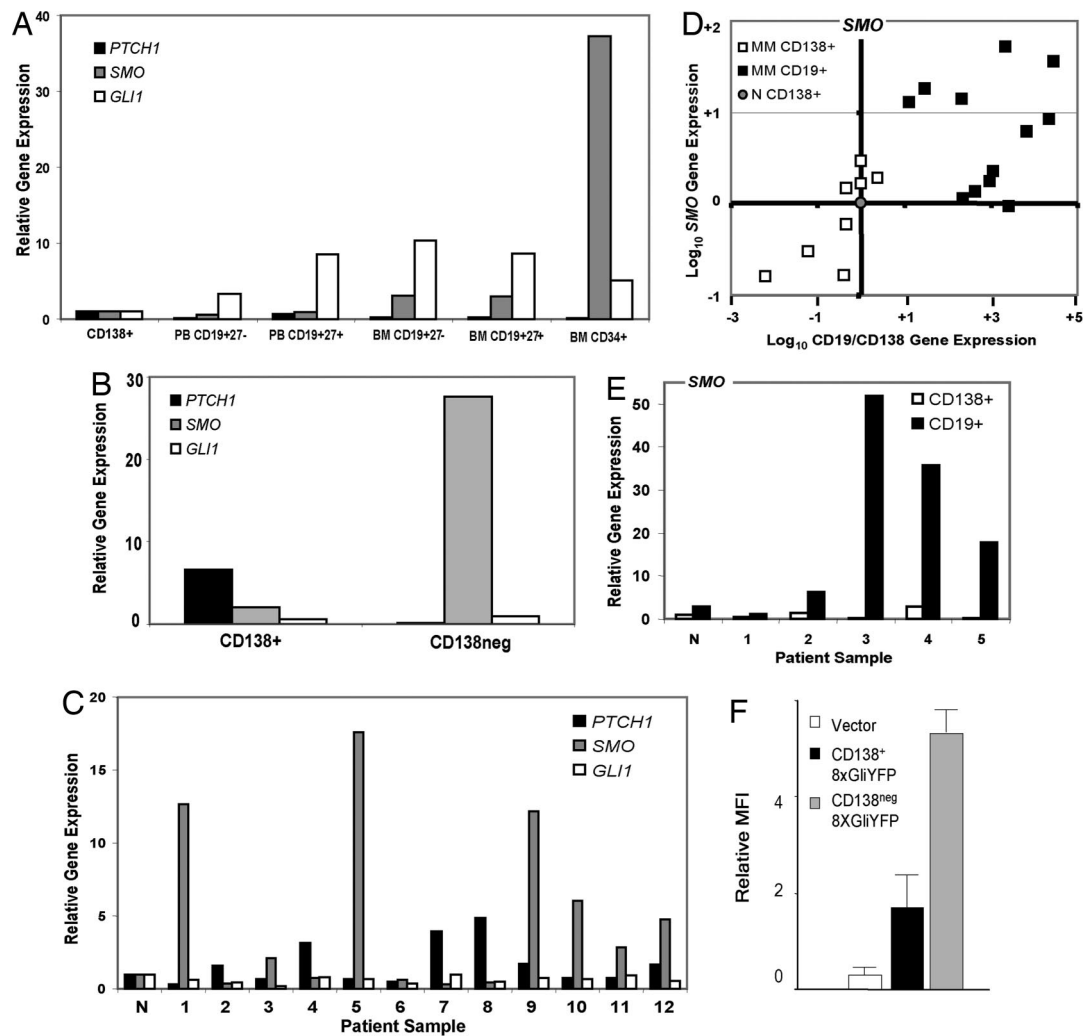 A
40
30
20
10
0
Relative Gene Expression
PTCH1
SMO
GLI1
CD138+
PB CD19+27-
PB CD19+27+
BM CD19+27-
BM CD19+27+
BM CD34+
B
30
20
10
0
Relative Gene Expression
PTCH1
SMO
GLI1
CD138+
CD138neg
C
20
15
10
5
0
Relative Gene Expression
PTCH1
SMO
GLI1
N 1 2 3 4 5 6 7 8 9 10 11 12
Patient Sample
D
SMO
MM CD138+
MM CD19+
N CD138+
+2
+1
0
-1
Log10 SMO Gene Expression
-3 -1 +1 +3 +5
Log10 CD19/CD138 Gene Expression
E
SMO
CD138+
CD19+
50
40
30
20
10
0
Relative Gene Expression
N 1 2 3 4 5
Patient Sample
F
Vector
CD138+
8xGliYFP
CD138neg
8XGliYFP
4
2
0
Relative MFI